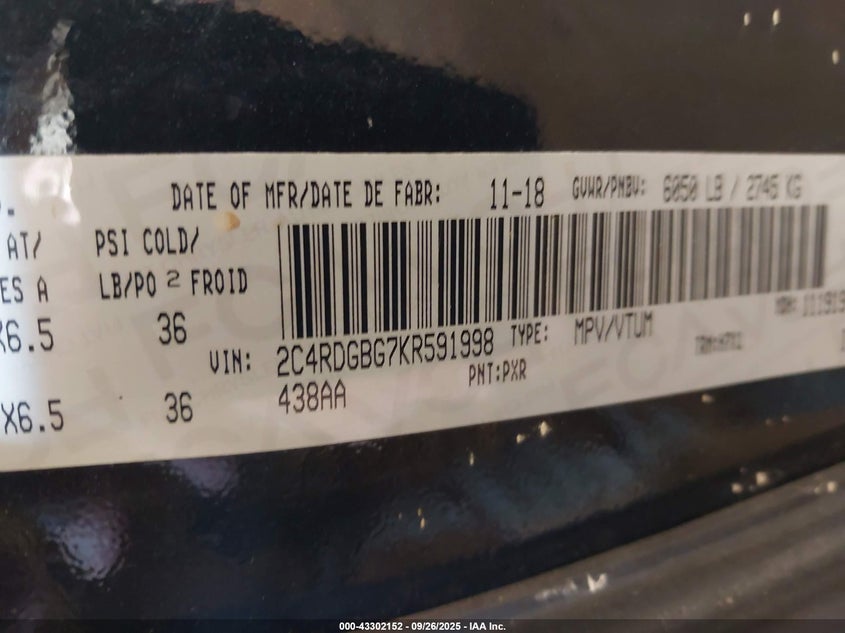 DATE OF MFR/DATE DE FABR: 11-18 GVWR/PNBV: 6050 LB / 2745 KG
AT/ PSI COLD/
ES A LB/PO 2 FROID
X6.5 36
VIN: 2C4RDGBG7KR591998 TYPE: MPV/VTUM
X6.5 36 438AA PNT:PXR
000-43302152 - 09/26/2025 - IAA Inc.